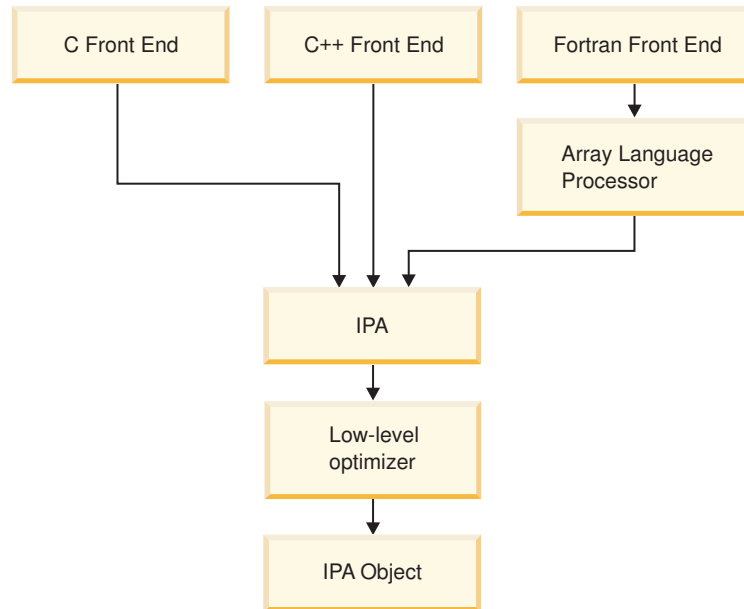 C Front End
C++ Front End
Fortran Front End
Array Language
Processor
IPA
Low-level
optimizer
IPA Object